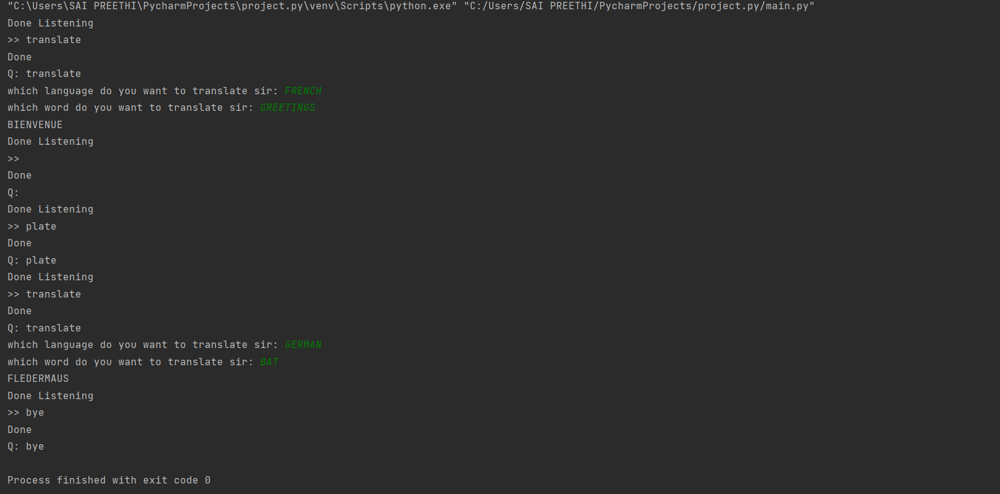 "C:\Users\SAI PREETHI\PycharmProjects\project.py\venv\Scripts\python.exe" "C:/Users/SAI PREETHI/PycharmProjects/project.py/main.py"
Done Listening
>> translate
Done
Q: translate
which language do you want to translate sir: FRENCH
which word do you want to translate sir: GREETINGS
BIENVENUE
Done Listening
>>
Done
Q:
Done Listening
>> plate
Done
Q: plate
Done Listening
>> translate
Done
Q: translate
which language do you want to translate sir: GERMAN
which word do you want to translate sir: BAT
FLEDERMAUS
Done Listening
>> bye
Done
Q: bye
Process finished with exit code 0